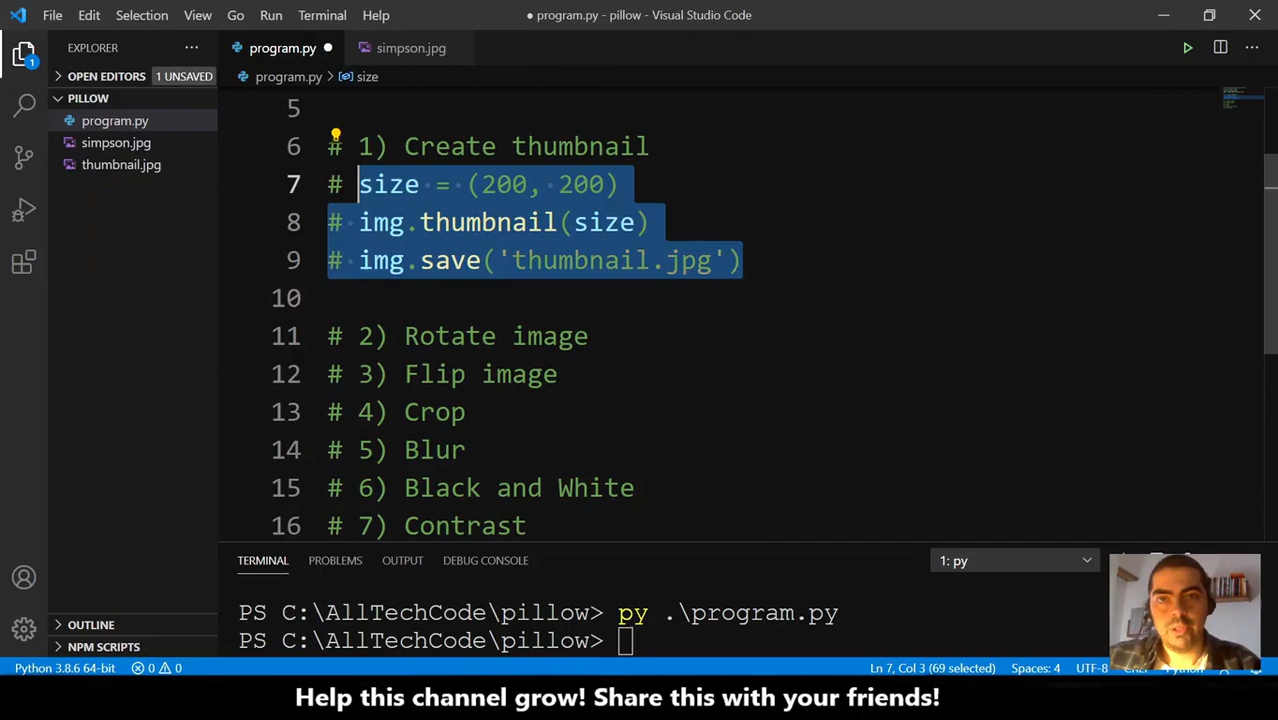 File Edit Selection View Go Run Terminal Help
● program.py - pillow - Visual Studio Code
EXPLORER
program.py
simpson.jpg
OPEN EDITORS
1 UNSAVED
program.py > size
PILLOW
program.py
simpson.jpg
thumbnail.jpg
5
6 # 1) Create thumbnail
7 # size = (200, 200)
8 # img.thumbnail(size)
9 # img.save('thumbnail.jpg')
10
11 # 2) Rotate image
12 # 3) Flip image
13 # 4) Crop
14 # 5) Blur
15 # 6) Black and White
16 # 7) Contrast
1
TERMINAL PROBLEMS OUTPUT DEBUG CONSOLE
1: py
PS C:\AllTechCode\pillow> py .\program.py
PS C:\AllTechCode\pillow>
OUTLINE
NPM SCRIPTS
Python 3.8.6 64-bit
0 0
Ln 7, Col 3 (69 selected)
Spaces: 4
UTF-8
Help this channel grow! Share this with your friends!